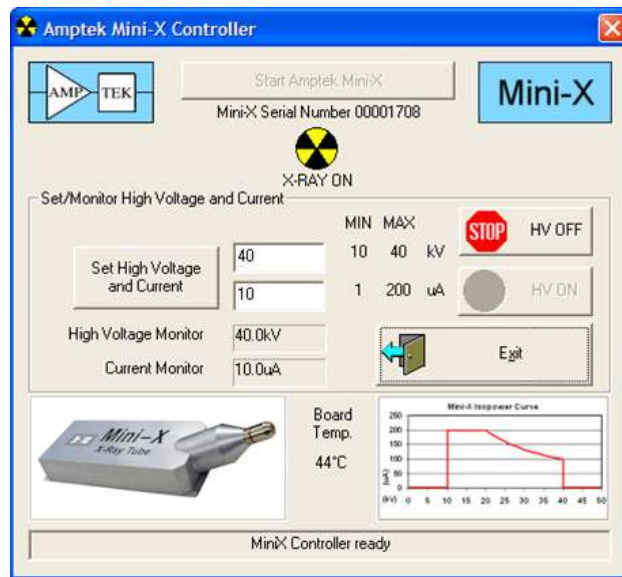 Amptek Mini-X Controller
AMP TEK
Start Amptek Mini-X
Mini-X
Mini-X Serial Number 00001708
X-RAY ON
Set/Monitor High Voltage and Current
MIN MAX
Set High Voltage and Current
40
10 40 kV
STOP HV OFF
10
1 200 uA
HV ON
High Voltage Monitor 40.0kV
Current Monitor 10.0uA
Exit
Mini-X
X-Ray Tube
Board
Temp.
44°C
Mini-X Isopower Curve
250
200
150
100
50
0
(uA)
(kV) 0 5 10 15 20 25 30 35 40 45 50
MiniX Controller ready